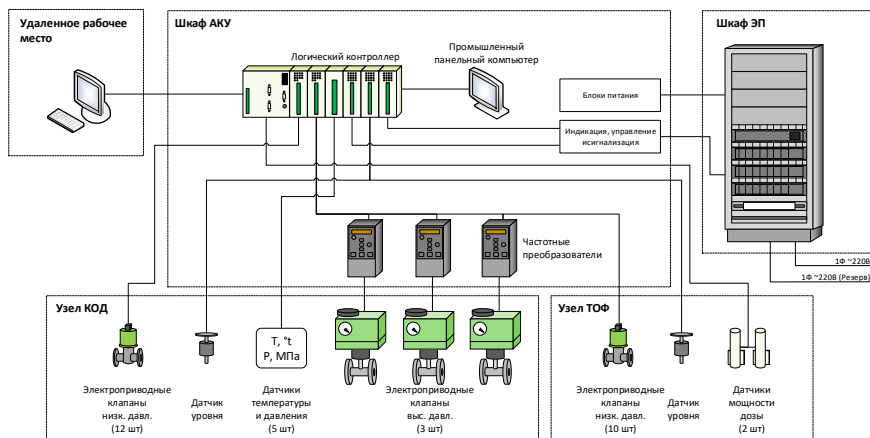 Удаленное рабочее
место
Шкаф АКУ
Логический контроллер
Промышленный
панельный компьютер
Блоки питания
Индикация, управление
исигнализация
Частотные
преобразователи
Шкаф ЭП
1Ф ~220В
1Ф ~220В (Резерв)
Узел КОД
T, °t
P, МПа
Электроприводные
клапаны
низк. давл.
(12 шт)
Датчик
уровня
Датчики
температуры
и давления
(5 шт)
Электроприводные
клапаны
выс. давл.
(3 шт)
Узел ТОФ
Электроприводные
клапаны
низк. давл.
(10 шт)
Датчик
уровня
Датчики
мощности
дозы
(2 шт)